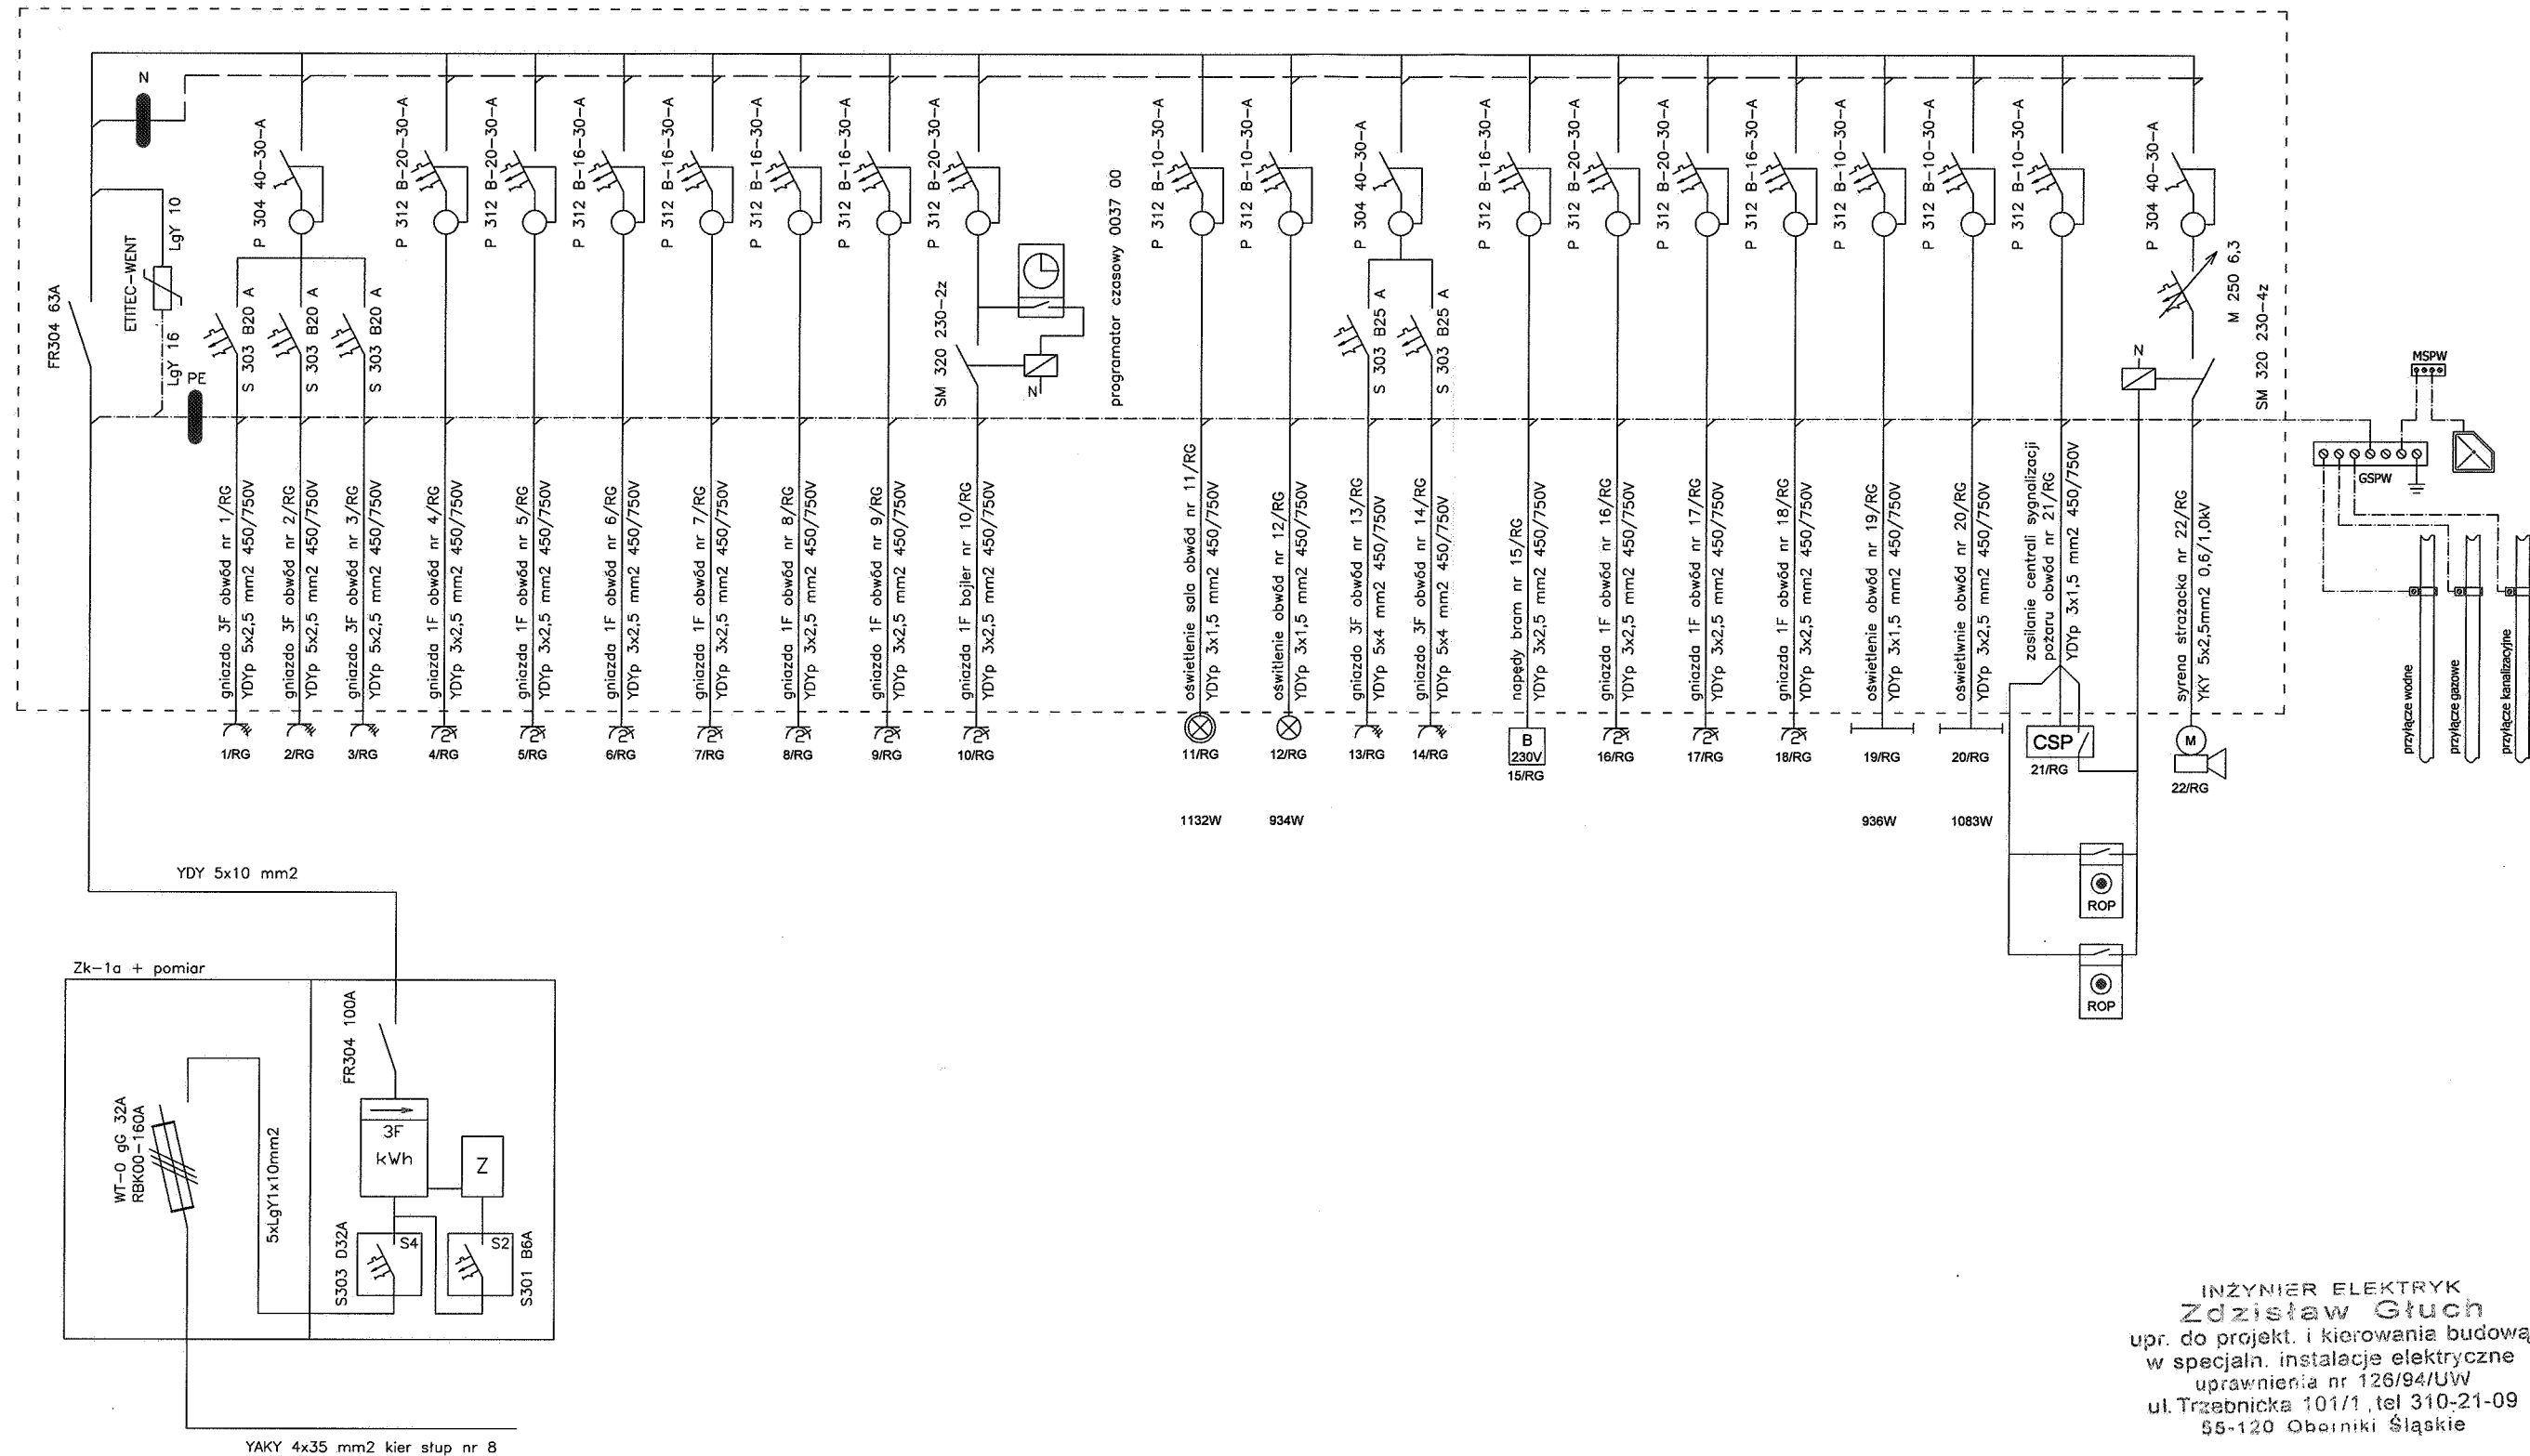 N
FR304 63A
ETITEC-WENT
LgY 10
LgY 16
PE
P 304 40-30-A
S 303 B20 A
S 303 B20 A
S 303 B20 A
P 312 B-20-30-A
P 312 B-20-30-A
P 312 B-16-30-A
P 312 B-16-30-A
P 312 B-16-30-A
P 312 B-16-30-A
P 312 B-20-30-A
SM 320 230-2z
N
programator czasowy 0037 00
P 312 B-10-30-A
P 312 B-10-30-A
P 304 40-30-A
S 303 B25 A
S 303 B25 A
P 312 B-16-30-A
P 312 B-20-30-A
P 312 B-20-30-A
P 312 B-16-30-A
P 312 B-10-30-A
P 312 B-10-30-A
P 312 B-10-30-A
P 304 40-30-A
M 250 6,3
SM 320 230-4z
N
MSPW
GSPW
gniazdo 3F obwód nr 1/RG
YDYp 5x2,5 mm2 450/750V
gniazdo 3F obwód nr 2/RG
YDYp 5x2,5 mm2 450/750V
gniazdo 3F obwód nr 3/RG
YDYp 5x2,5 mm2 450/750V
gniazda 1F obwód nr 4/RG
YDYp 3x2,5 mm2 450/750V
gniazda 1F obwód nr 5/RG
YDYp 3x2,5 mm2 450/750V
gniazda 1F obwód nr 6/RG
YDYp 3x2,5 mm2 450/750V
gniazda 1F obwód nr 7/RG
YDYp 3x2,5 mm2 450/750V
gniazda 1F obwód nr 8/RG
YDYp 3x2,5 mm2 450/750V
gniazdo 1F obwód nr 9/RG
YDYp 3x2,5 mm2 450/750V
gniazda 1F bojler nr 10/RG
YDYp 3x2,5 mm2 450/750V
oświetlenie sala obwód nr 11/RG
YDYp 3x1,5 mm2 450/750V
oświtlenie obwód nr 12/RG
YDYp 3x1,5 mm2 450/750V
gniazdo 3F obwód nr 13/RG
YDYp 5x4 mm2 450/750V
gniazdo 3F obwód nr 14/RG
YDYp 5x4 mm2 450/750V
napędy bram nr 15/RG
YDYp 3x2,5 mm2 450/750V
gniazda 1F obwód nr 16/RG
YDYp 3x2,5 mm2 450/750V
gniazda 1F obwód nr 17/RG
YDYp 3x2,5 mm2 450/750V
gniazda 1F obwód nr 18/RG
YDYp 3x2,5 mm2 450/750V
oświetlenie obwód nr 19/RG
YDYp 3x1,5 mm2 450/750V
oświetlwnie obwód nr 20/RG
YDYp 3x2,5 mm2 450/750V
zasilanie centrali sygnalizacji
pożaru obwód nr 21/RG
YDYp 3x1,5 mm2 450/750V
syrena strażacka nr 22/RG
YKY 5x2,5mm2 0,6/1,0kV
przyłącze wodne
przyłącze gazowe
przyłącze kanalizacyjne
1/RG
2/RG
3/RG
4/RG
5/RG
6/RG
7/RG
8/RG
9/RG
10/RG
11/RG
12/RG
13/RG
14/RG
B
230V
15/RG
16/RG
17/RG
18/RG
19/RG
20/RG
CSP
21/RG
M
22/RG
1132W
934W
936W
1083W
ROP
ROP
YDY 5x10 mm2
Zk-1a + pomiar
FR304 100A
WT-0 gG 32A
RBK00-160A
5xLgY1x10mm2
3F
kWh
Z
S303 D32A
S4
S2
S301 B6A
YAKY 4x35 mm2 kier słup nr 8
INŻYNIER ELEKTRYK
Zdzisław Głuch
upr. do projekt. i kierowania budową
w specjaln. instalacje elektryczne
uprawnienia nr 126/94/UW
ul. Trzebnicka 101/1, tel 310-21-09
55-120 Oborniki Śląskie